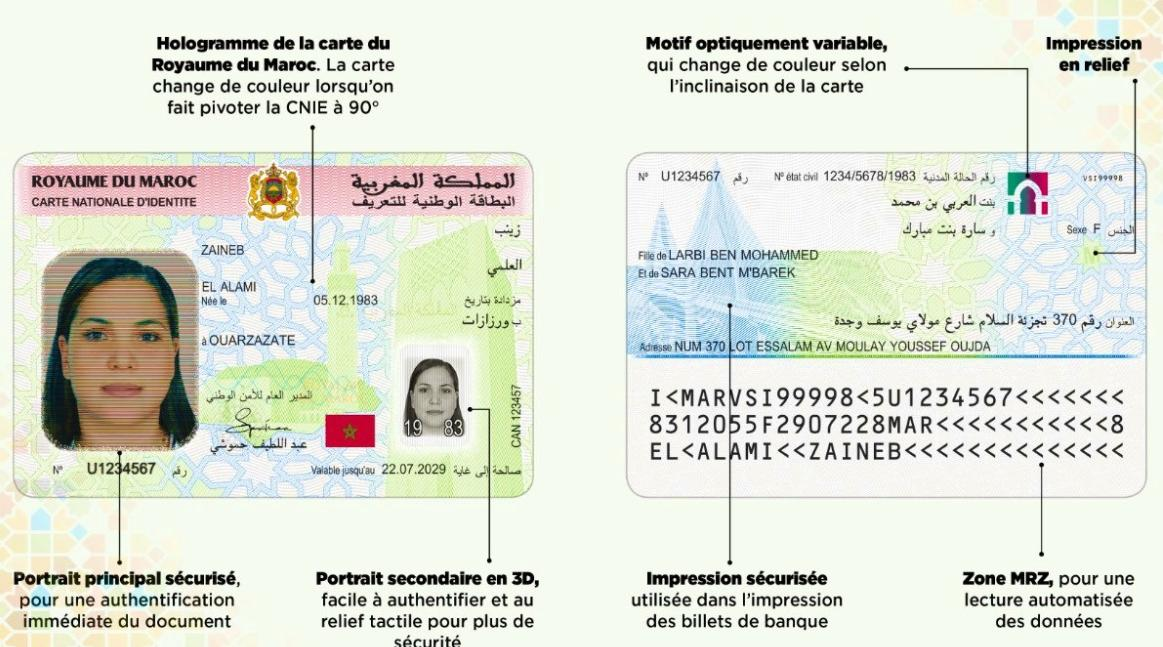 Hologramme de la carte du
Royaume du Maroc. La carte
change de couleur lorsqu'on
fait pivoter la CNIE à 90°
Motif optiquement variable,
qui change de couleur selon
l'inclinaison de la carte
Impression
en relief
ROYAUME DU MAROC
CARTE NATIONALE D'IDENTITE
المملكة المغربية
البطاقة الوطنية للتعريف
زينب
ZAINEB
العلمي
EL ALAMI
Née le
05.12.1983
مزدادة بتاريخ
ب ورزازات
à OUARZAZATE
المدير العام للأمن الوطني
عبد اللطيف حموشي
19 83
CAN 123457
N° U1234567 رقم
Valable jusqu'au 22.07.2029 صالحة إلى غاية
N° U1234567 رقم
N° état civil 1234/5678/1983 رقم الحالة المدنية
VSI99998
بنت العربي بن محمد
و سارة بنت مبارك
Sexe F الجنس
Fille de LARBI BEN MOHAMMED
Et de SARA BENT M'BAREK
العنوان رقم 370 تجزئة السلام شارع مولاي يوسف وجدة
Adresse NUM 370 LOT ESSALAM AV MOULAY YOUSSEF OUJDA
I<MARVSI99998<5U1234567<<<<<<<
8312055F2907228MAR<<<<<<<<<<<8
EL<ALAMI<<ZAINEB<<<<<<<<<<<<<<
Portrait principal sécurisé,
pour une authentification
immédiate du document
Portrait secondaire en 3D,
facile à authentifier et au
relief tactile pour plus de
sécurité
Impression sécurisée
utilisée dans l'impression
des billets de banque
Zone MRZ, pour une
lecture automatisée
des données